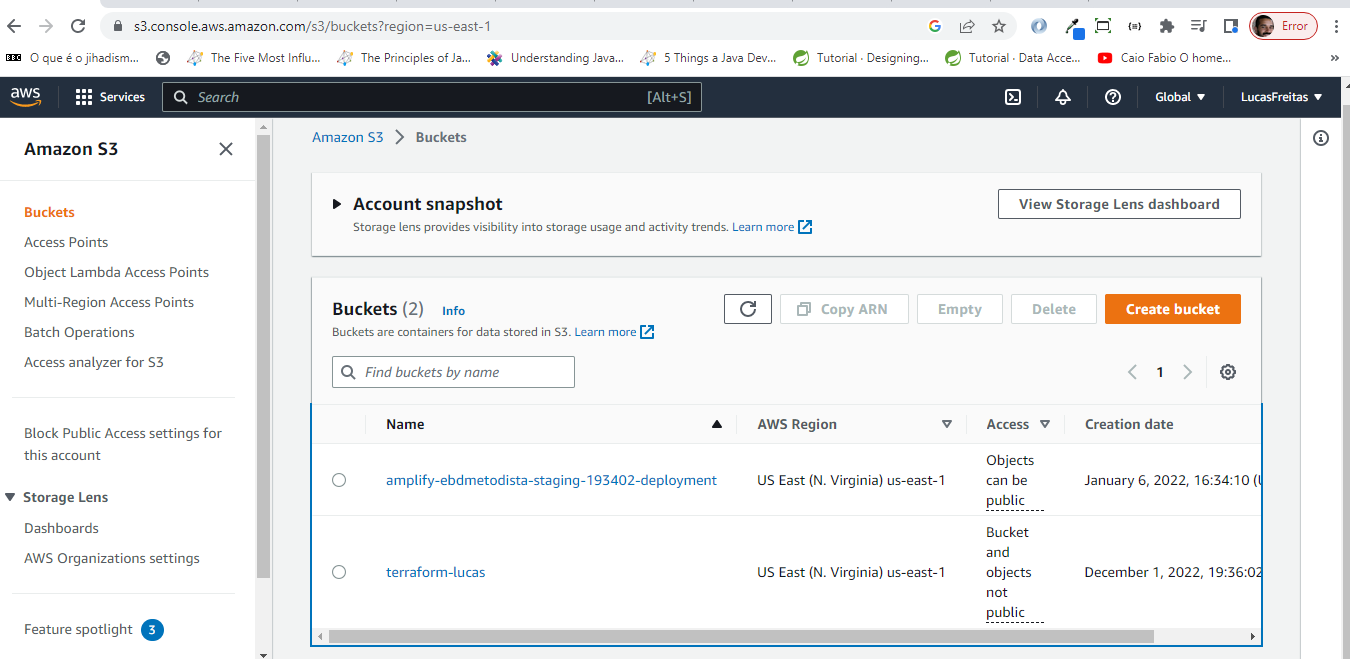 s3.console.aws.amazon.com/s3/buckets?region=us-east-1
Error
BBC O que é o jihadism...
The Five Most Influ...
The Principles of Ja...
Understanding Java...
5 Things a Java Dev...
Tutorial · Designing...
Tutorial · Data Acce...
Caio Fabio O home...
»
aws
Services
Search
[Alt+S]
Global
LucasFreitas
Amazon S3
Buckets
Access Points
Object Lambda Access Points
Multi-Region Access Points
Batch Operations
Access analyzer for S3
Block Public Access settings for
this account
Storage Lens
Dashboards
AWS Organizations settings
Feature spotlight 3
Amazon S3 > Buckets
Account snapshot
Storage lens provides visibility into storage usage and activity trends. Learn more
View Storage Lens dashboard
Buckets (2) Info
Buckets are containers for data stored in S3. Learn more
Copy ARN
Empty
Delete
Create bucket
Find buckets by name
1
Name
AWS Region
Access
Creation date
amplify-ebdmetodista-staging-193402-deployment
US East (N. Virginia) us-east-1
Objects
can be
public
January 6, 2022, 16:34:10 (
terraform-lucas
US East (N. Virginia) us-east-1
Bucket
and
objects
not
public
December 1, 2022, 19:36:02